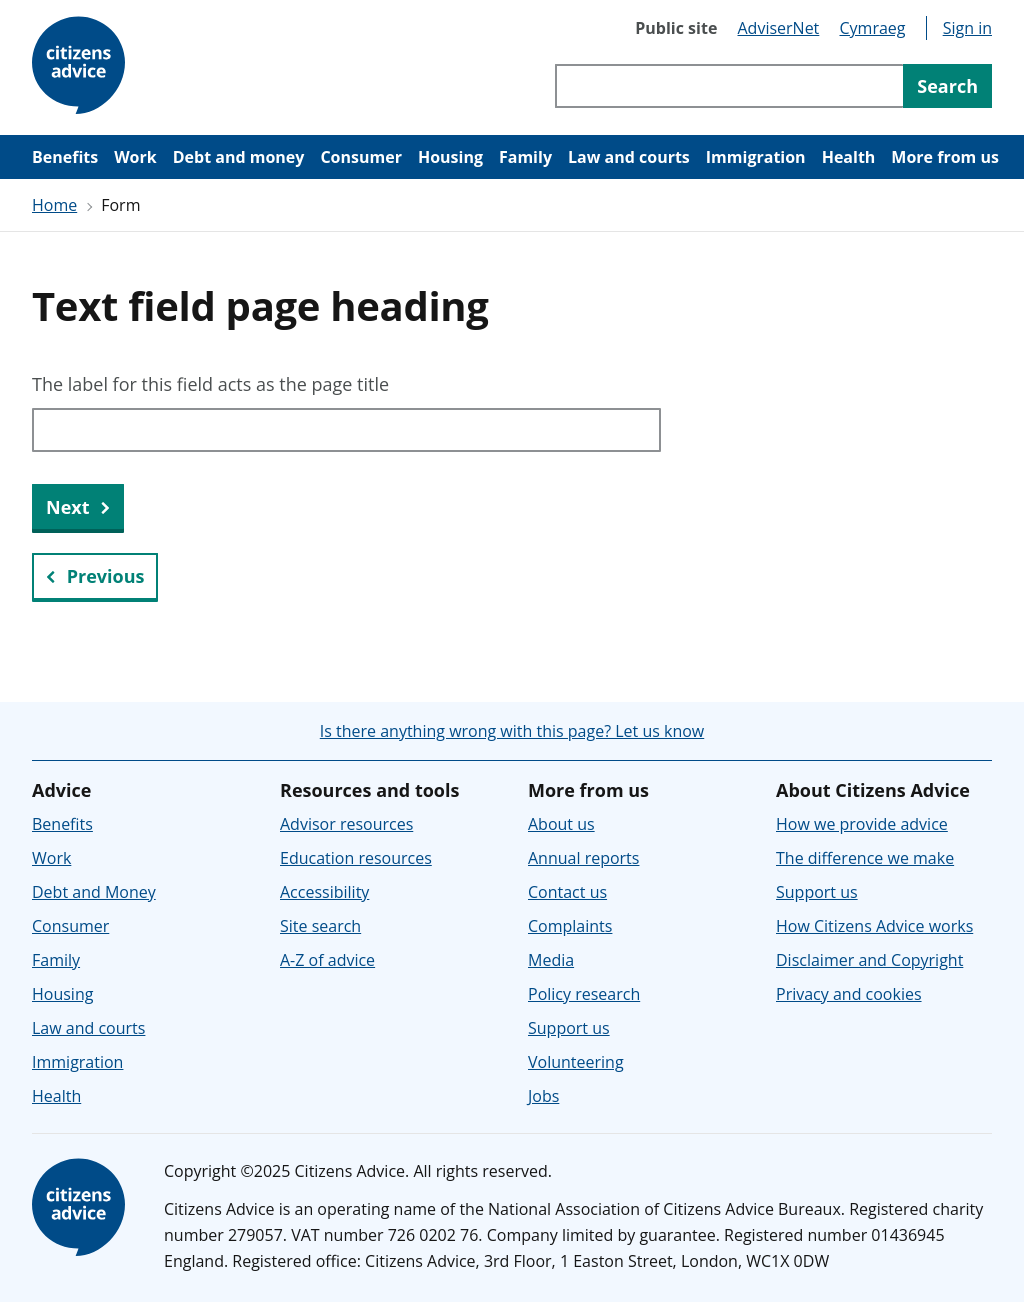 citizens
advice
Public site AdviserNet Cymraeg Sign in
Search
Benefits Work Debt and money Consumer Housing Family Law and courts Immigration Health More from us
Home Form
Text field page heading
The label for this field acts as the page title
Next
Previous
Is there anything wrong with this page? Let us know
Advice
Benefits
Work
Debt and Money
Consumer
Family
Housing
Law and courts
Immigration
Health
Resources and tools
Advisor resources
Education resources
Accessibility
Site search
A-Z of advice
More from us
About us
Annual reports
Contact us
Complaints
Media
Policy research
Support us
Volunteering
Jobs
About Citizens Advice
How we provide advice
The difference we make
Support us
How Citizens Advice works
Disclaimer and Copyright
Privacy and cookies
citizens
advice
Copyright ©2025 Citizens Advice. All rights reserved.
Citizens Advice is an operating name of the National Association of Citizens Advice Bureaux. Registered charity
number 279057. VAT number 726 0202 76. Company limited by guarantee. Registered number 01436945
England. Registered office: Citizens Advice, 3rd Floor, 1 Easton Street, London, WC1X 0DW